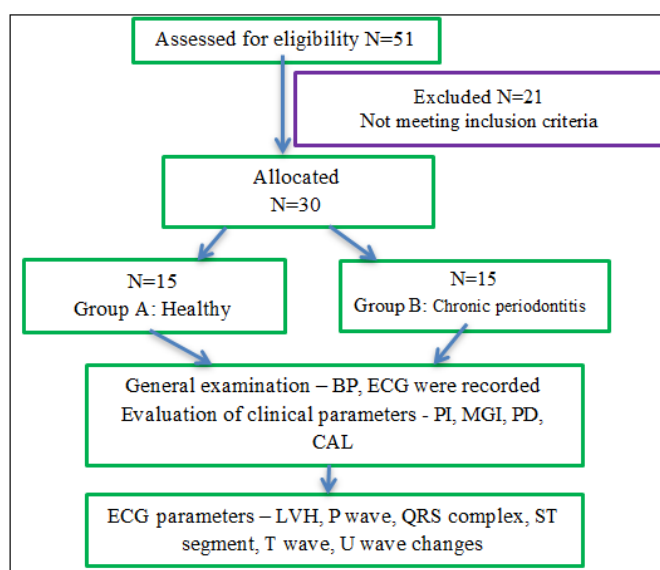 Assessed for eligibility N=51
Excluded N=21
Not meeting inclusion criteria
Allocated
N=30
N=15
Group A: Healthy
N=15
Group B: Chronic periodontitis
General examination – BP, ECG were recorded
Evaluation of clinical parameters - PI, MGI, PD,
CAL
ECG parameters – LVH, P wave, QRS complex, ST
segment, T wave, U wave changes